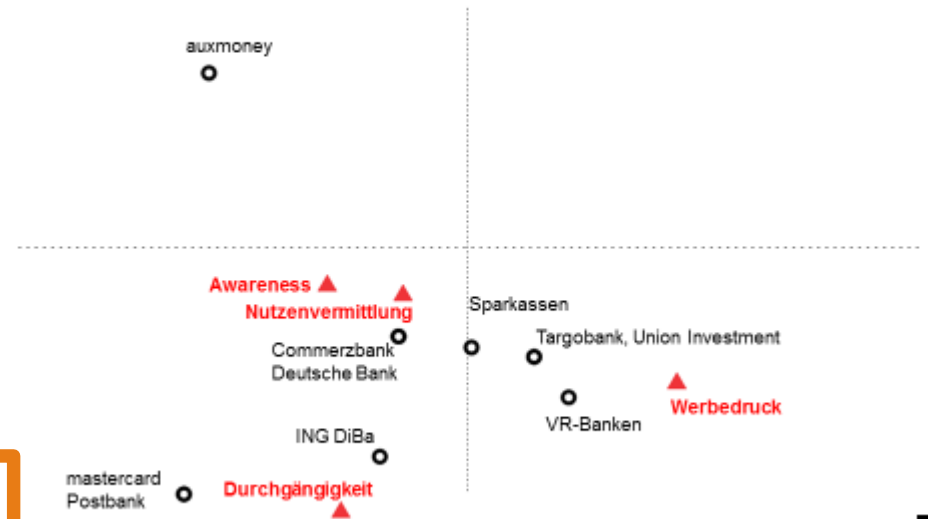 auxmoney
Awareness
Nutzenvermittlung
Sparkassen
Commerzbank
Deutsche Bank
Targobank, Union Investment
Werbedruck
VR-Banken
ING DiBa
mastercard
Postbank
Durchgängigkeit